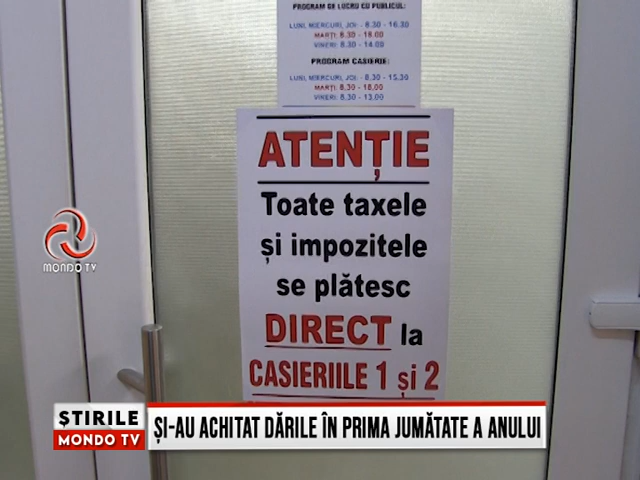 PROGRAM DE LUCRU CU PUBLICUL:
LUNI, MIERCURI, JOI: - 8.30 - 16.30
MARȚI: 8.30 - 18.00
VINERI: 8.30 - 14.00
PROGRAM CASIERIE:
LUNI, MIERCURI, JOI: - 8.30 - 15.30
MARȚI: 8.30 - 18.00
VINERI: 8.30 - 13.00
ATENȚIE
Toate taxele
și impozitele
se plătesc
DIRECT la
CASIERIILE 1 și 2
MONDO TV
ȘTIRILE
MONDO TV
ȘI-AU ACHITAT DĂRILE ÎN PRIMA JUMĂTATE A ANULUI